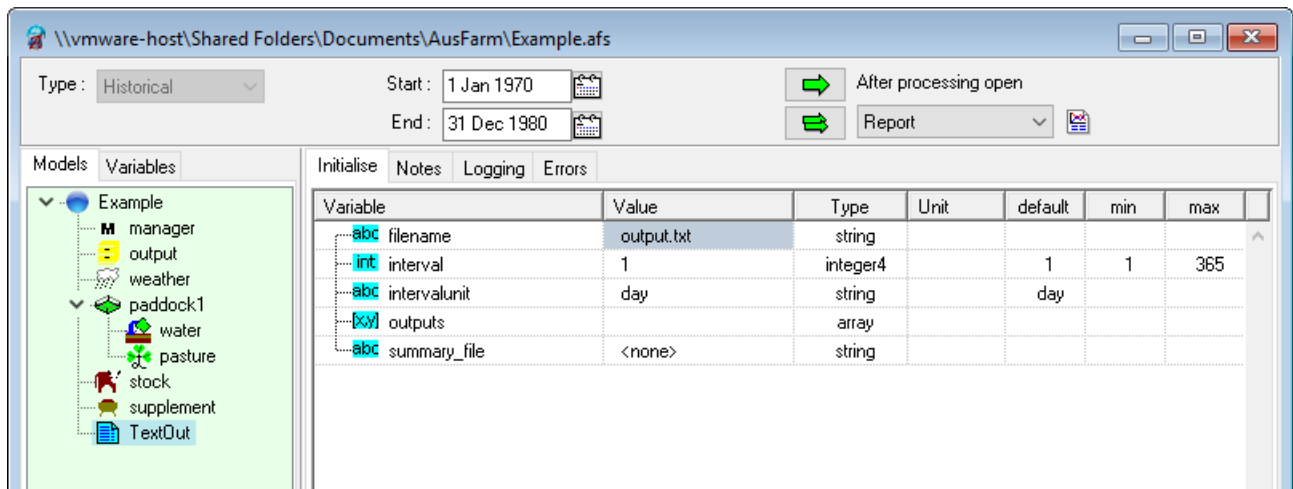 \\vmware-host\Shared Folders\Documents\AusFarm\Example.afs
Type : Historical Start : 1 Jan 1970 After processing open
End : 31 Dec 1980 Report
Models Variables Initialise Notes Logging Errors
Example
M manager
output
weather
paddock1
water
pasture
stock
supplement
TextOut
Variable Value Type Unit default min max
abc filename output.txt string
int interval 1 integer4 1 1 365
abc intervalunit day string day
[x,y] outputs array
abc summary_file <none> string